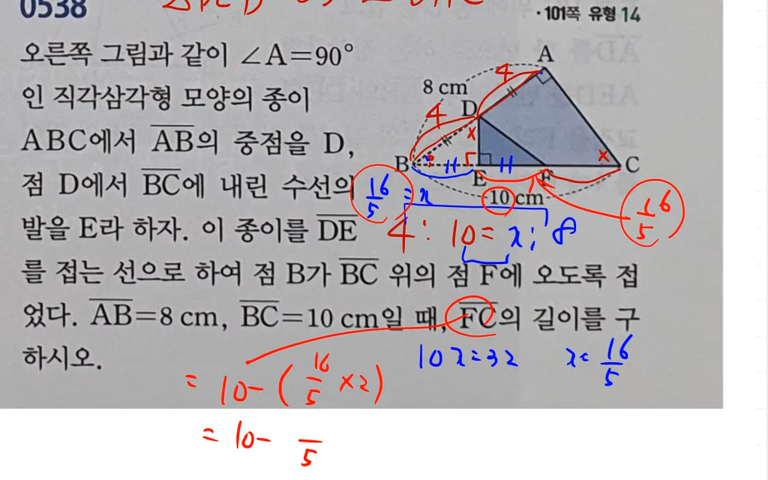 0538
·101쪽 유형 14
오른쪽 그림과 같이 ∠A=90°
인 직각삼각형 모양의 종이
ABC에서 AB의 중점을 D,
점 D에서 BC에 내린 수선의
발을 E라 하자. 이 종이를 DE
를 접는 선으로 하여 점 B가 BC 위의 점 F에 오도록 접
었다. AB=8 cm, BC=10 cm일 때, FC의 길이를 구
하시오.
A
4
8 cm
4
D
x
B
5
E
F
x
C
10 cm
16/5 = x
16/5
4 : 10 = x : 8
10x=32
x=16/5
= 10-(16/5 ×2)
= 10- /5